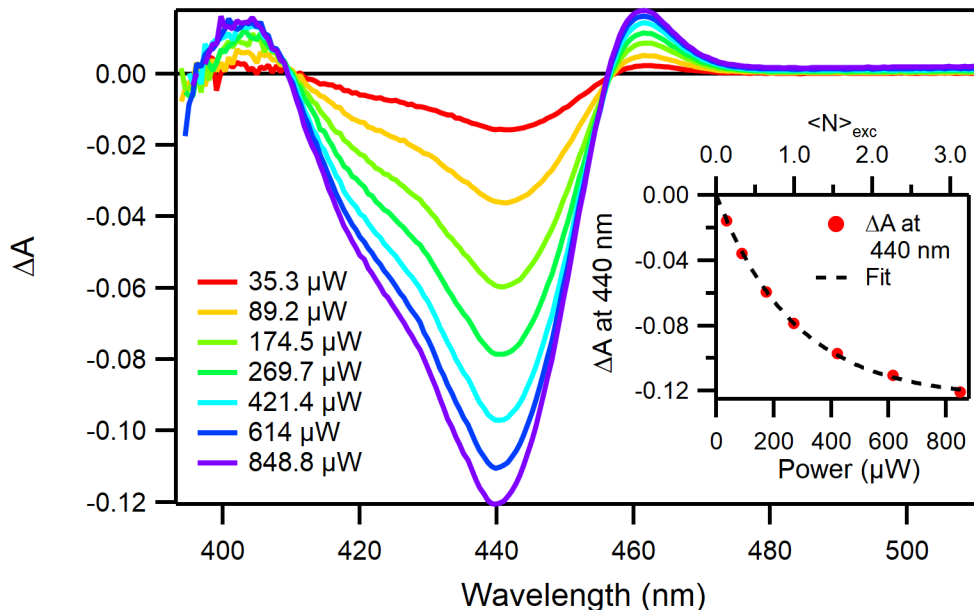 0.00
-0.02
-0.04
-0.06
-0.08
-0.10
-0.12
ΔA
400
420
440
460
480
500
Wavelength (nm)
35.3 µW
89.2 µW
174.5 µW
269.7 µW
421.4 µW
614 µW
848.8 µW
<N>exc
0.0
1.0
2.0
3.0
0.00
-0.04
-0.08
-0.12
ΔA at 440 nm
ΔA at
440 nm
Fit
0
200
400
600
800
Power (µW)